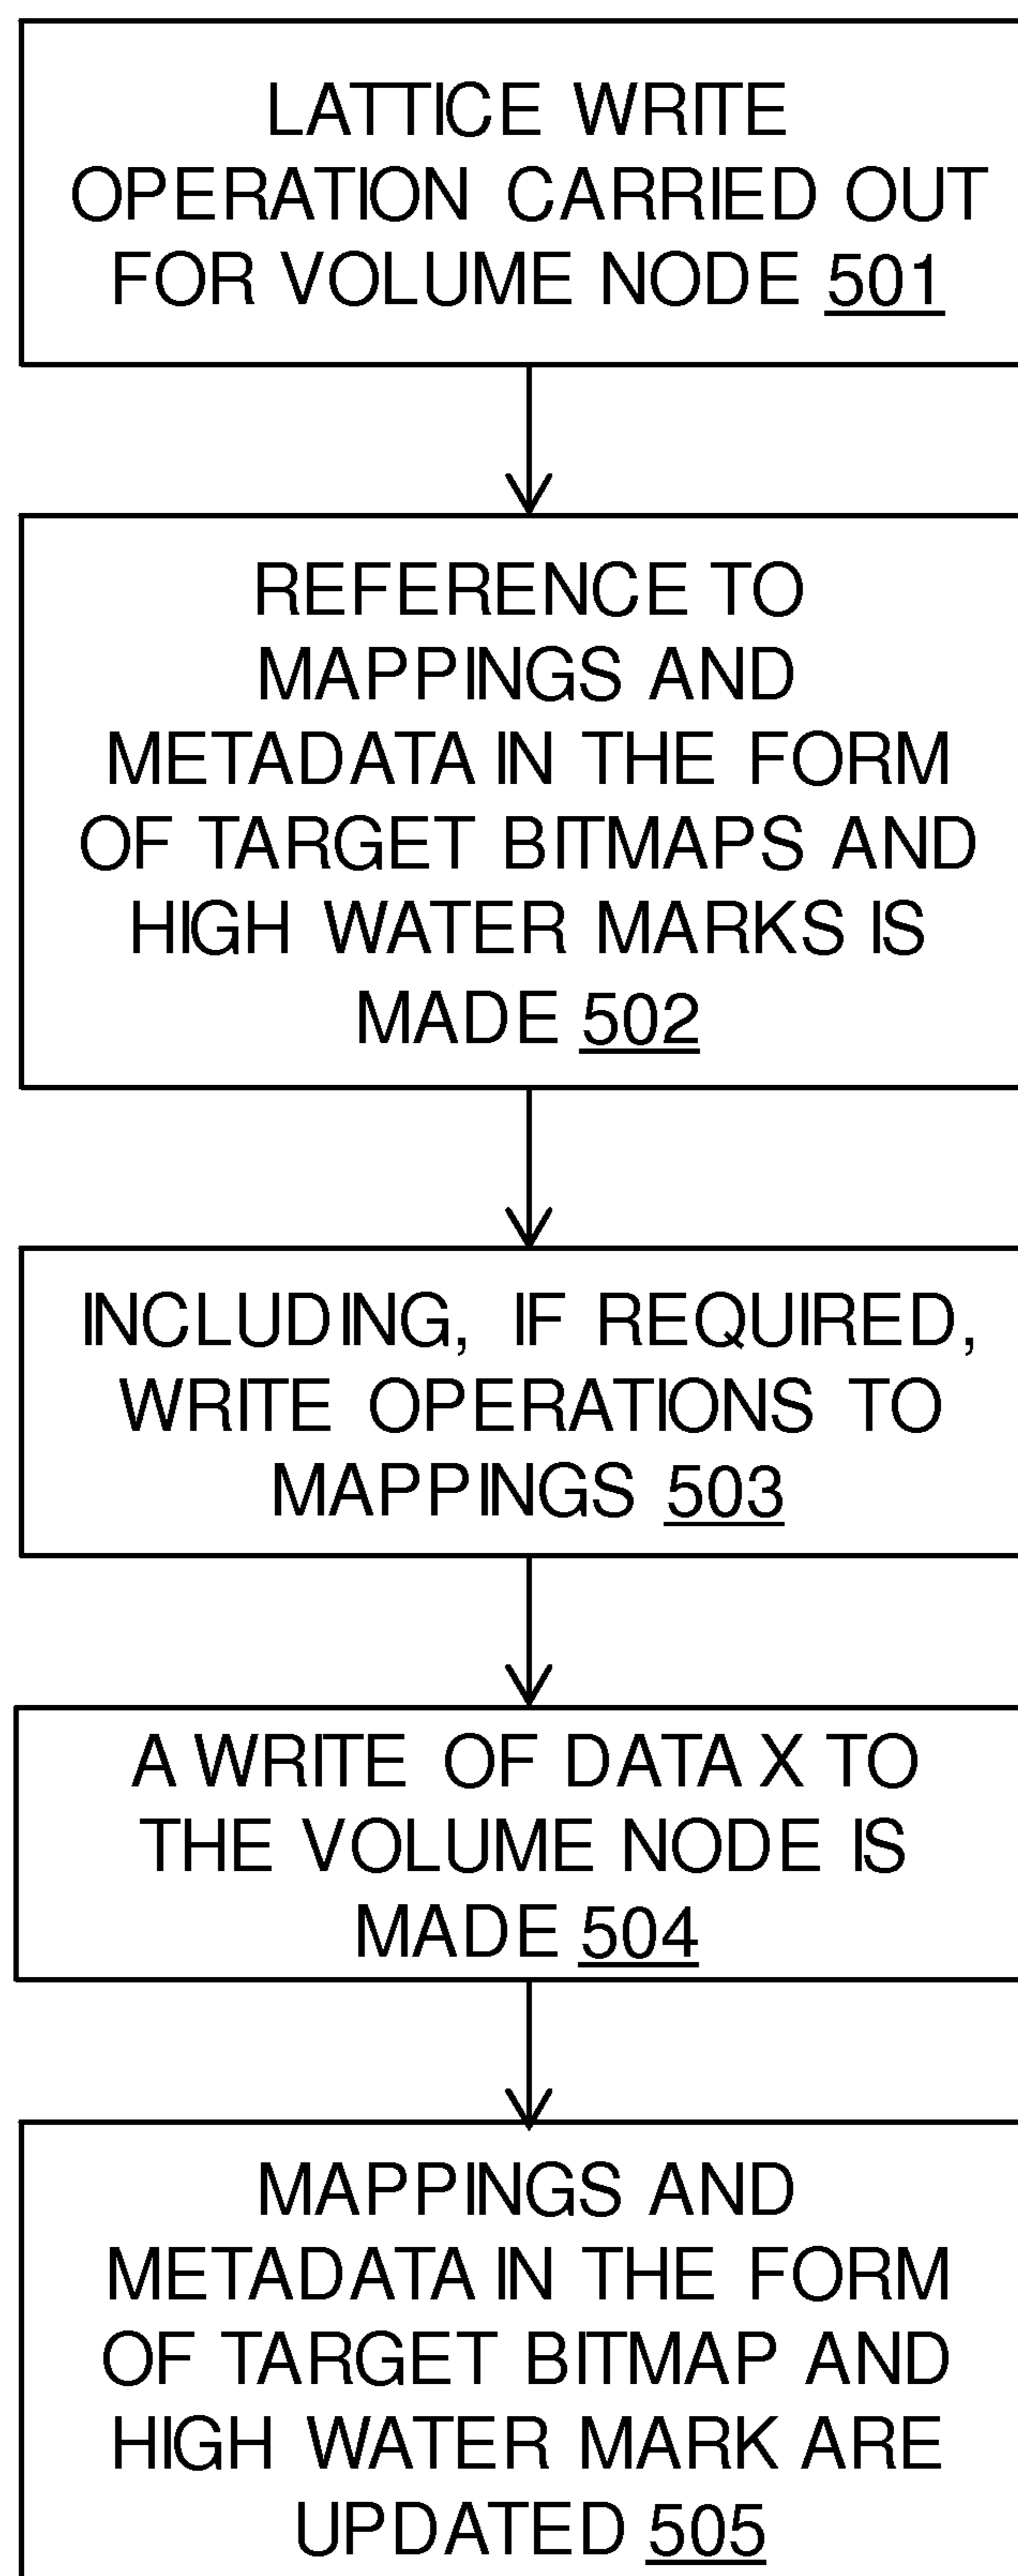 LATTICE WRITE
OPERATION CARRIED OUT
FOR VOLUME NODE 501
REFERENCE TO
MAPPINGS AND
METADATA IN THE FORM
OF TARGET BITMAPS AND
HIGH WATER MARKS IS
MADE 502
INCLUDING, IF REQUIRED,
WRITE OPERATIONS TO
MAPPINGS 503
A WRITE OF DATA X TO
THE VOLUME NODE IS
MADE 504
MAPPINGS AND
METADATA IN THE FORM
OF TARGET BITMAP AND
HIGH WATER MARK ARE
UPDATED 505